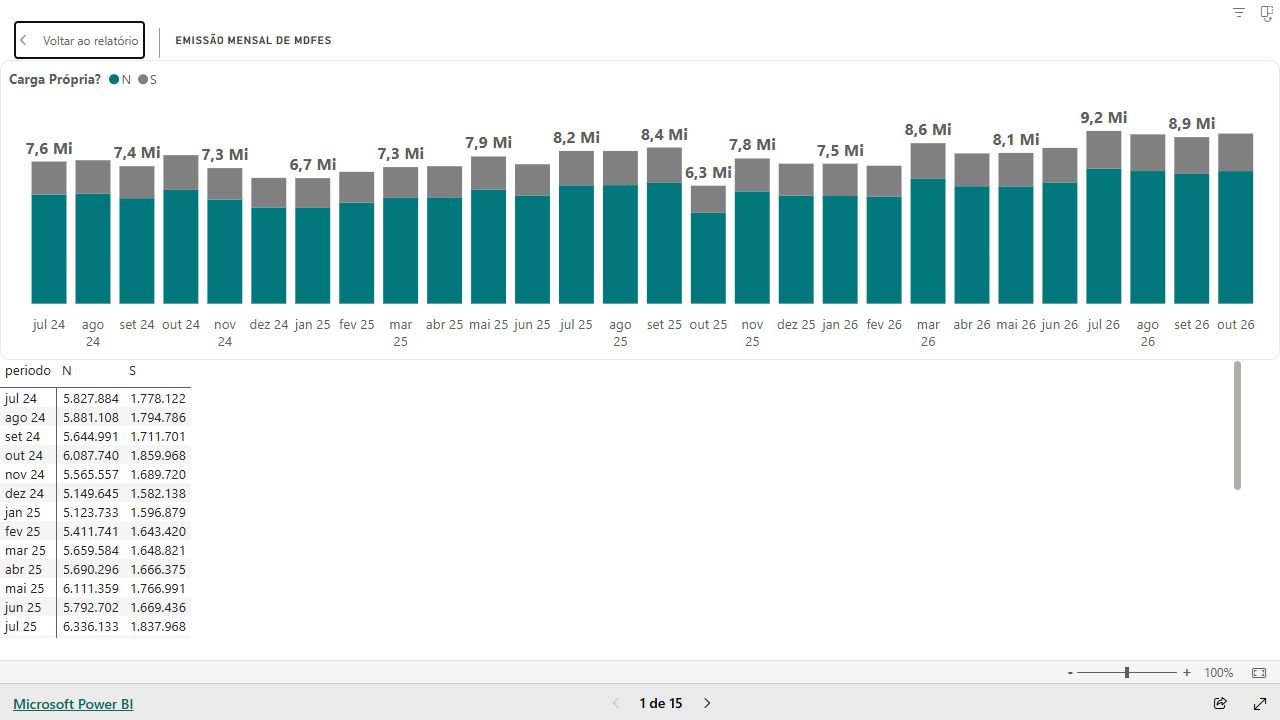 Voltar ao relatório
EMISSÃO MENSAL DE MDFES
Carga Própria? N S
7,6 Mi 7,4 Mi 7,3 Mi 6,7 Mi 7,3 Mi 7,9 Mi 8,2 Mi 8,4 Mi 6,3 Mi 7,8 Mi 7,5 Mi 8,6 Mi 8,1 Mi 9,2 Mi 8,9 Mi
jul 24 ago 24 set 24 out 24 nov 24 dez 24 jan 25 fev 25 mar 25 abr 25 mai 25 jun 25 jul 25 ago 25 set 25 out 25 nov 25 dez 25 jan 26 fev 26 mar 26 abr 26 mai 26 jun 26 jul 26 ago 26 set 26 out 26
periodo N S
jul 24 5.827.884 1.778.122
ago 24 5.881.108 1.794.786
set 24 5.644.991 1.711.701
out 24 6.087.740 1.859.968
nov 24 5.565.557 1.689.720
dez 24 5.149.645 1.582.138
jan 25 5.123.733 1.596.879
fev 25 5.411.741 1.643.420
mar 25 5.659.584 1.648.821
abr 25 5.690.296 1.666.375
mai 25 6.111.359 1.766.991
jun 25 5.792.702 1.669.436
jul 25 6.336.133 1.837.968
- + 100%
Microsoft Power BI
1 de 15